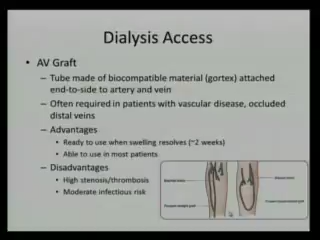 Dialysis Access
• AV Graft
– Tube made of biocompatible material (gortex) attached
end-to-side to artery and vein
– Often required in patients with vascular disease, occluded
distal veins
– Advantages
• Ready to use when swelling resolves (~2 weeks)
• Able to use in most patients
– Disadvantages
• High stenosis/thrombosis
• Moderate infectious risk